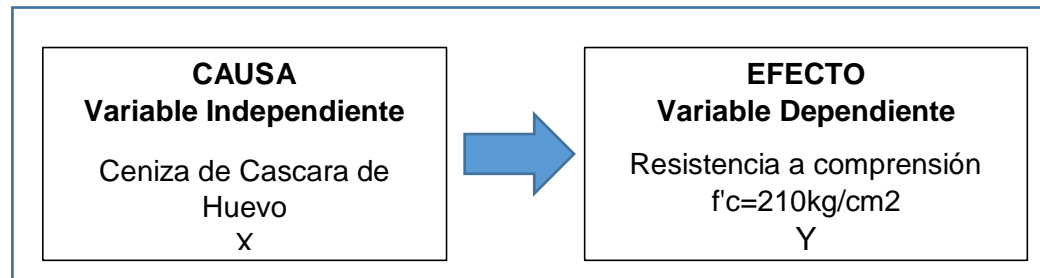 CAUSA
Variable Independiente
Ceniza de Cascara de
Huevo
X
EFECTO
Variable Dependiente
Resistencia a comprensión
f'c=210kg/cm2
Y